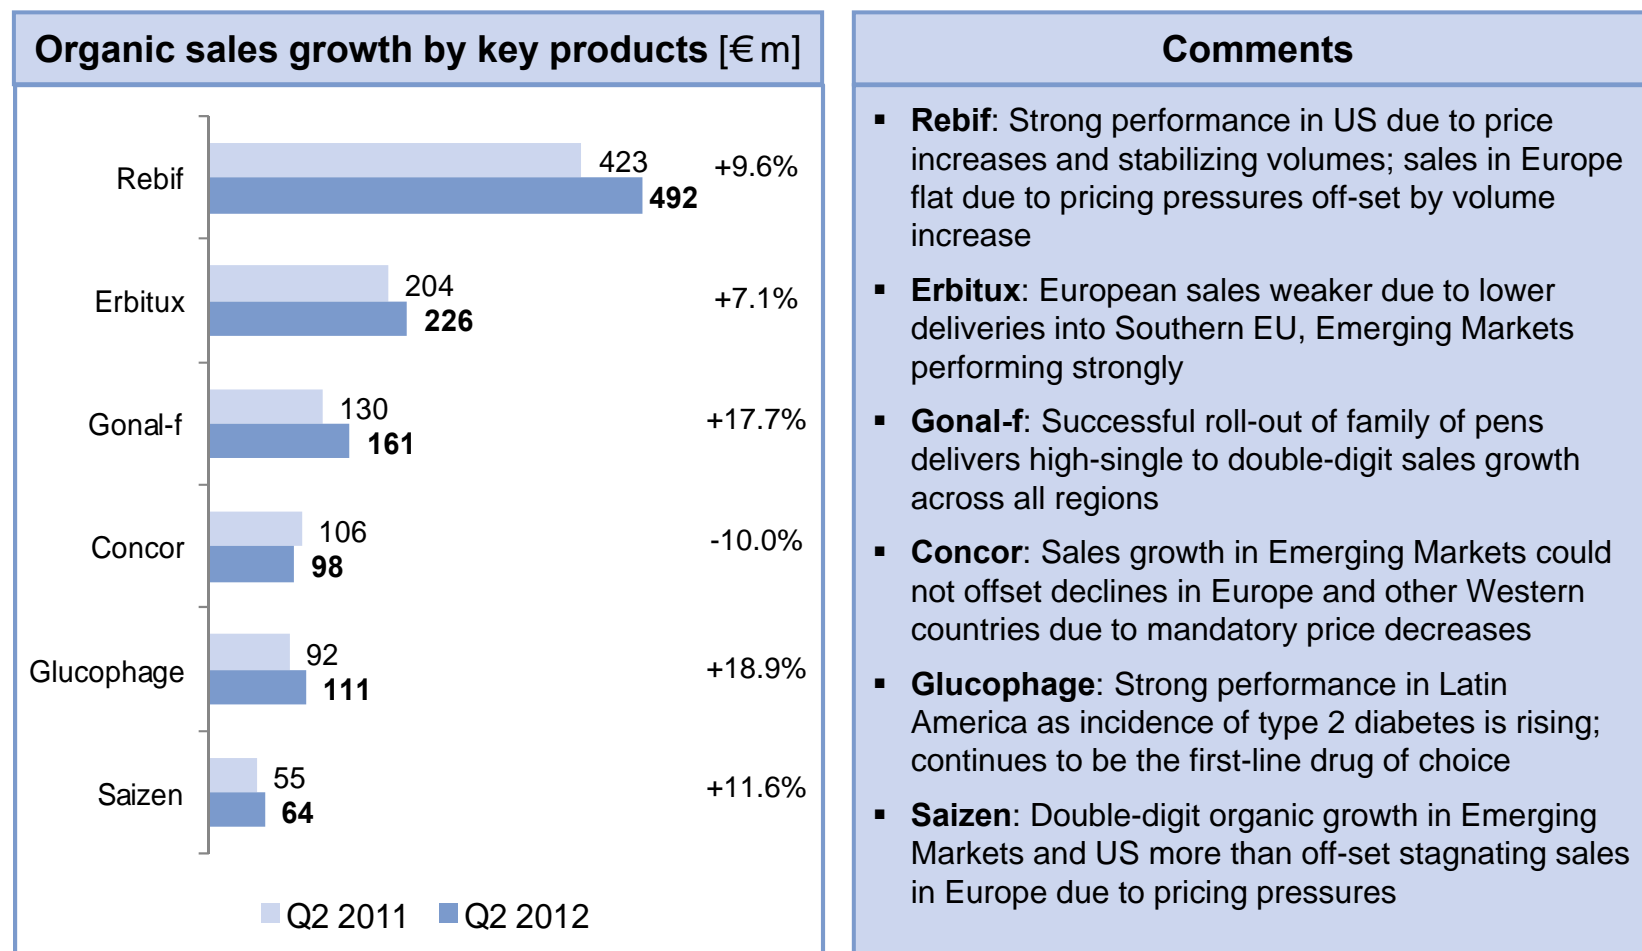 Organic sales growth by key products [€m]
Rebif
423
492
+9.6%
Erbitux
204
226
+7.1%
Gonal-f
130
161
+17.7%
Concor
106
98
-10.0%
Glucophage
92
111
+18.9%
Saizen
55
64
+11.6%
Q2 2011 Q2 2012
Comments
▪ Rebif: Strong performance in US due to price
increases and stabilizing volumes; sales in Europe
flat due to pricing pressures off-set by volume
increase
▪ Erbitux: European sales weaker due to lower
deliveries into Southern EU, Emerging Markets
performing strongly
▪ Gonal-f: Successful roll-out of family of pens
delivers high-single to double-digit sales growth
across all regions
▪ Concor: Sales growth in Emerging Markets could
not offset declines in Europe and other Western
countries due to mandatory price decreases
▪ Glucophage: Strong performance in Latin
America as incidence of type 2 diabetes is rising;
continues to be the first-line drug of choice
▪ Saizen: Double-digit organic growth in Emerging
Markets and US more than off-set stagnating sales
in Europe due to pricing pressures